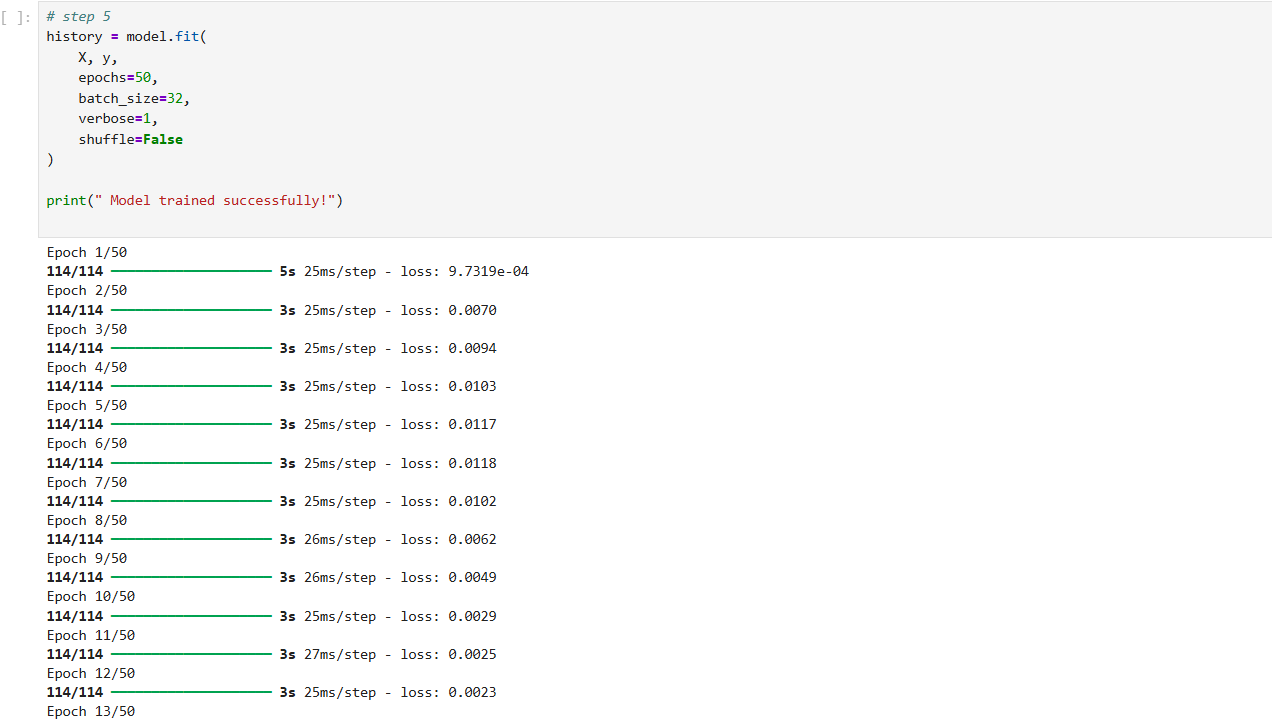 [ ]:
# step 5
history = model.fit(
    X, y,
    epochs=50,
    batch_size=32,
    verbose=1,
    shuffle=False
)
print(" Model trained successfully!")
Epoch 1/50
114/114 ━━━━━━━━━━━━━━━━━━━━ 5s 25ms/step - loss: 9.7319e-04
Epoch 2/50
114/114 ━━━━━━━━━━━━━━━━━━━━ 3s 25ms/step - loss: 0.0070
Epoch 3/50
114/114 ━━━━━━━━━━━━━━━━━━━━ 3s 25ms/step - loss: 0.0094
Epoch 4/50
114/114 ━━━━━━━━━━━━━━━━━━━━ 3s 25ms/step - loss: 0.0103
Epoch 5/50
114/114 ━━━━━━━━━━━━━━━━━━━━ 3s 25ms/step - loss: 0.0117
Epoch 6/50
114/114 ━━━━━━━━━━━━━━━━━━━━ 3s 25ms/step - loss: 0.0118
Epoch 7/50
114/114 ━━━━━━━━━━━━━━━━━━━━ 3s 25ms/step - loss: 0.0102
Epoch 8/50
114/114 ━━━━━━━━━━━━━━━━━━━━ 3s 26ms/step - loss: 0.0062
Epoch 9/50
114/114 ━━━━━━━━━━━━━━━━━━━━ 3s 26ms/step - loss: 0.0049
Epoch 10/50
114/114 ━━━━━━━━━━━━━━━━━━━━ 3s 25ms/step - loss: 0.0029
Epoch 11/50
114/114 ━━━━━━━━━━━━━━━━━━━━ 3s 27ms/step - loss: 0.0025
Epoch 12/50
114/114 ━━━━━━━━━━━━━━━━━━━━ 3s 25ms/step - loss: 0.0023
Epoch 13/50